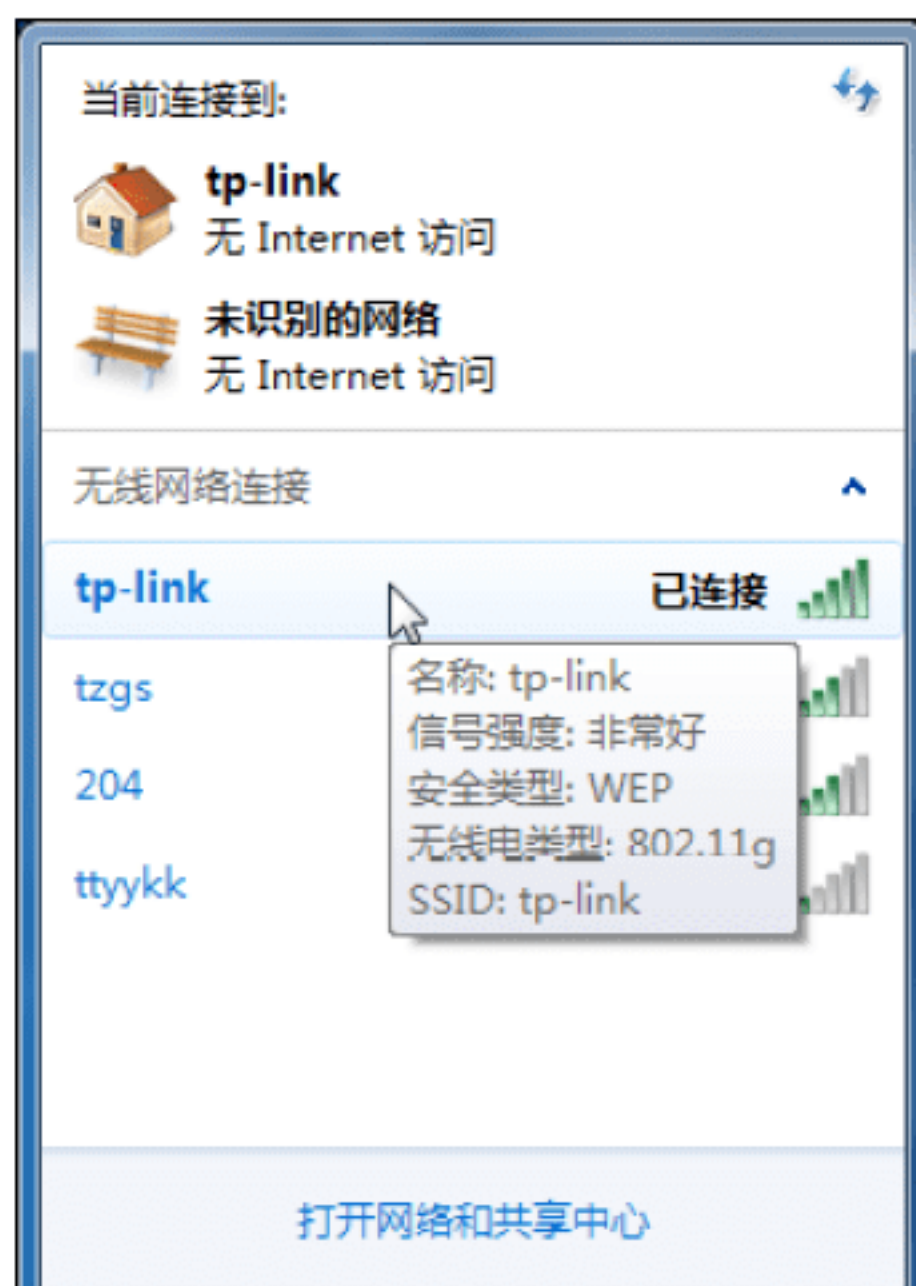 当前连接到:
tp-link
无 Internet 访问
未识别的网络
无 Internet 访问
无线网络连接
tp-link 已连接
tzgs
204
ttyykk
名称: tp-link
信号强度: 非常好
安全类型: WEP
无线电类型: 802.11g
SSID: tp-link
打开网络和共享中心